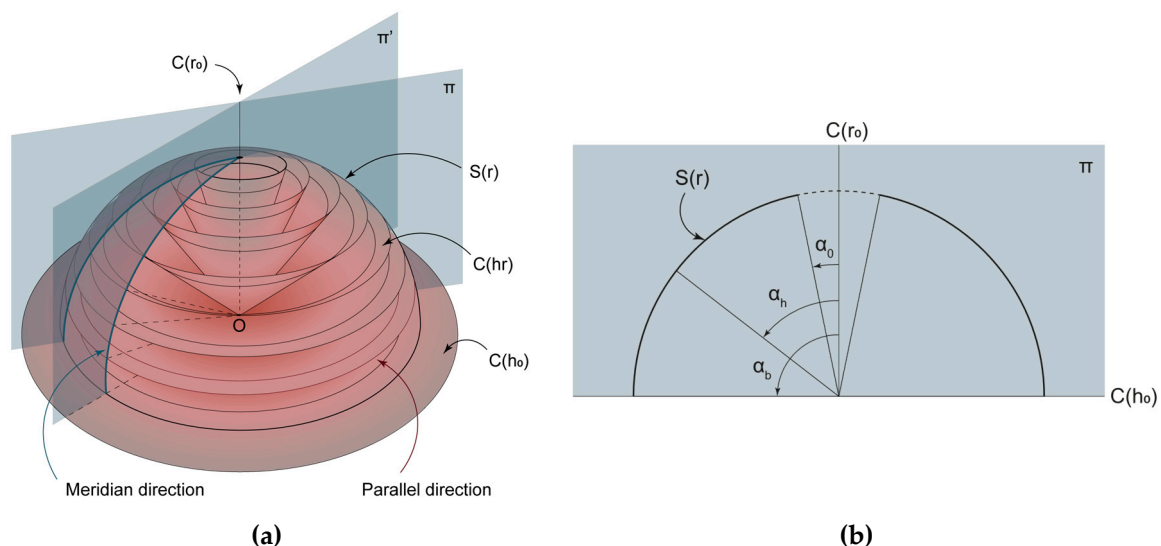 π'
C(r₀)
π
S(r)
C(hr)
O
C(h₀)
Meridian direction
Parallel direction
(a)
C(r₀)
π
S(r)
α₀
αₕ
α_b
C(h₀)
(b)